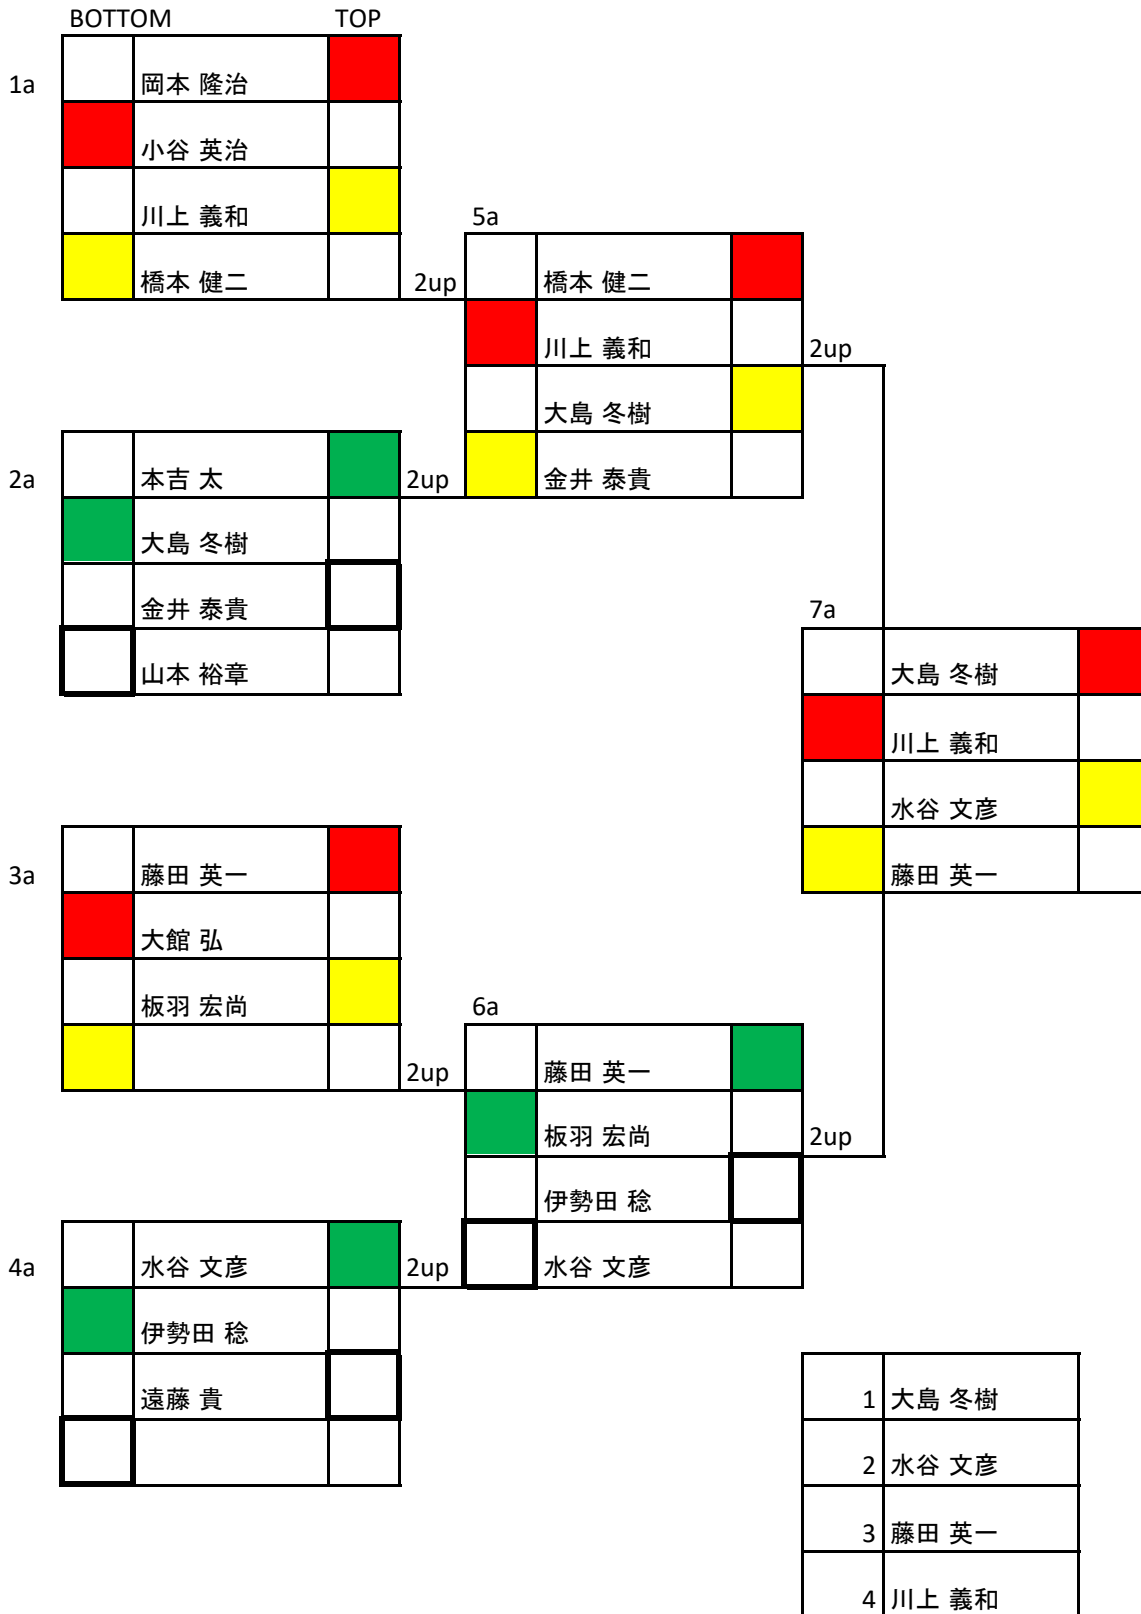 BOTTOM TOP
1a
岡本 隆治
小谷 英治
川上 義和
橋本 健二
2up
5a
橋本 健二
川上 義和
2up
大島 冬樹
金井 泰貴
2a
本吉 太
2up
大島 冬樹
金井 泰貴
山本 裕章
7a
大島 冬樹
川上 義和
水谷 文彦
藤田 英一
3a
藤田 英一
大館 弘
板羽 宏尚
2up
6a
藤田 英一
板羽 宏尚
2up
伊勢田 稔
水谷 文彦
4a
水谷 文彦
2up
伊勢田 稔
遠藤 貴
1 大島 冬樹
2 水谷 文彦
3 藤田 英一
4 川上 義和